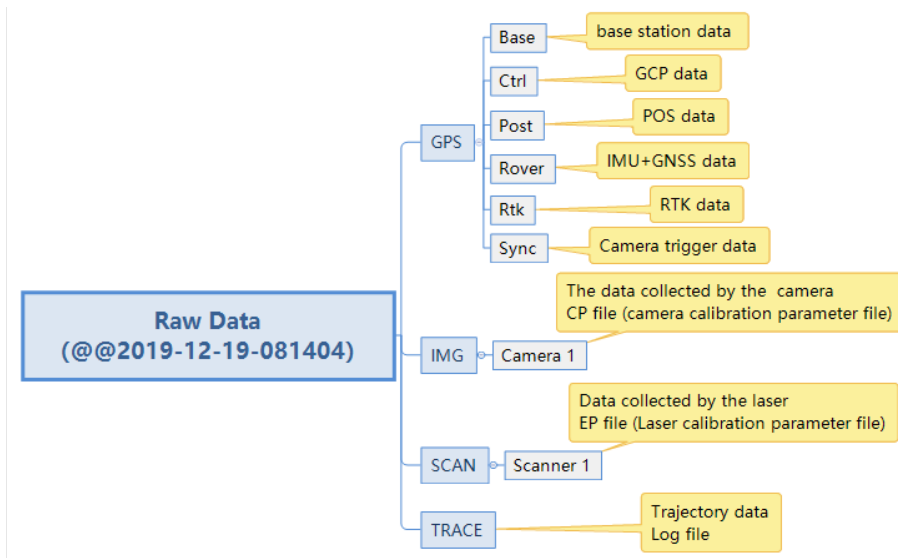 Base
base station data
Ctrl
GCP data
Post
POS data
GPS
Rover
IMU+GNSS data
Rtk
RTK data
Sync
Camera trigger data
Raw Data
(@@2019-12-19-081404)
The data collected by the camera
CP file (camera calibration parameter file)
IMG
Camera 1
Data collected by the laser
EP file (Laser calibration parameter file)
SCAN
Scanner 1
TRACE
Trajectory data
Log file